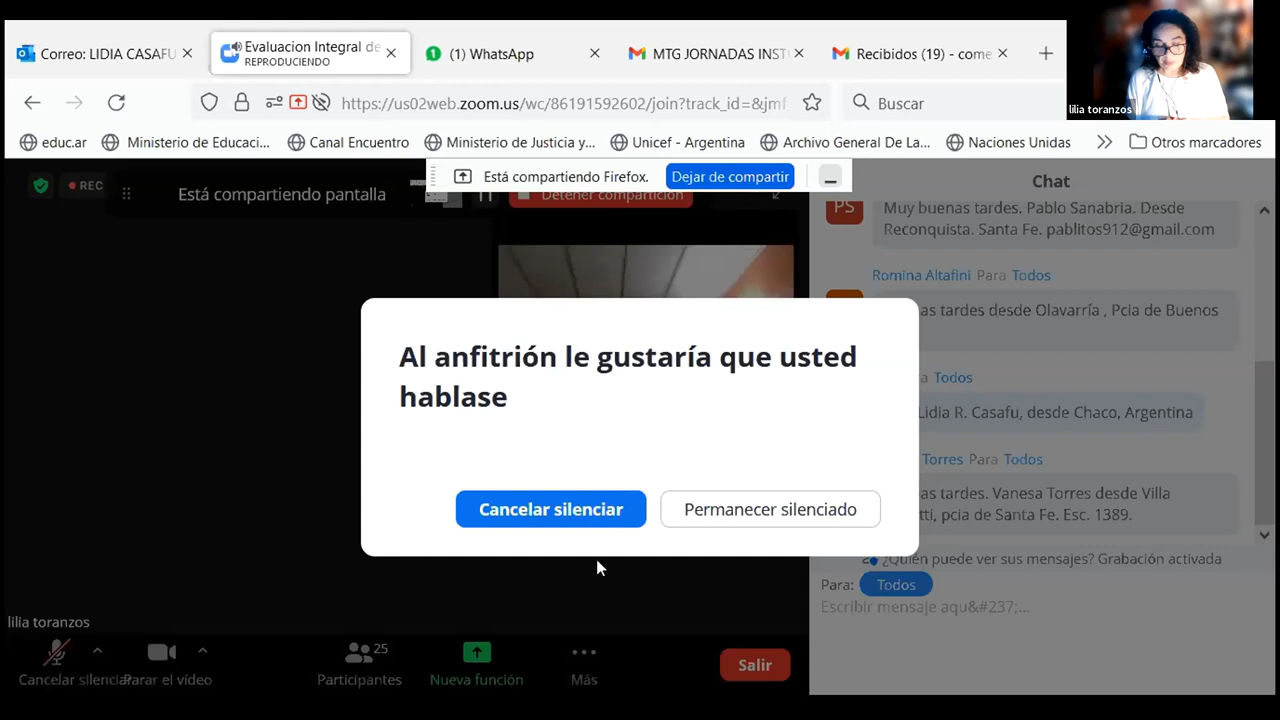 Correo: LIDIA CASAFU
Evaluacion Integral de
REPRODUCIENDO
(1) WhatsApp
MTG JORNADAS INST
Recibidos (19) - come
lilia toranzos
https://us02web.zoom.us/wc/86191592602/join?track_id=&jmf
Buscar
educ.ar
Ministerio de Educaci...
Canal Encuentro
Ministerio de Justicia y...
Unicef - Argentina
Archivo General De La...
Naciones Unidas
Otros marcadores
Está compartiendo Firefox.
Dejar de compartir
REC
Está compartiendo pantalla
Detener compartición
Chat
PS
Muy buenas tardes. Pablo Sanabria. Desde
Reconquista. Santa Fe. pablitos912@gmail.com
Romina Altafini Para Todos
as tardes desde Olavarría , Pcia de Buenos
Todos
Lidia R. Casafu, desde Chaco, Argentina
Torres Para Todos
as tardes. Vanesa Torres desde Villa
tti, pcia de Santa Fe. Esc. 1389.
Al anfitrión le gustaría que usted
hablase
Cancelar silenciar
Permanecer silenciado
¿Quién puede ver sus mensajes? Grabación activada
Para: Todos
Escribir mensaje aqu&#237;...
lilia toranzos
Cancelar silenciar
Parar el vídeo
25
Participantes
Nueva función
Más
Salir